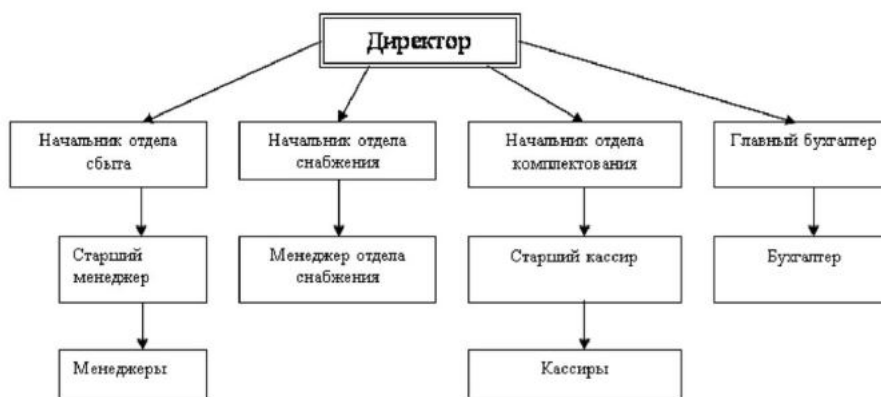 Директор
Начальник отдела
сбыта
Начальник отдела
снабжения
Начальник отдела
комплектования
Главный бухгалтер
Старший
менеджер
Менеджер отдела
снабжения
Старший кассир
Бухгалтер
Менеджеры
Кассиры